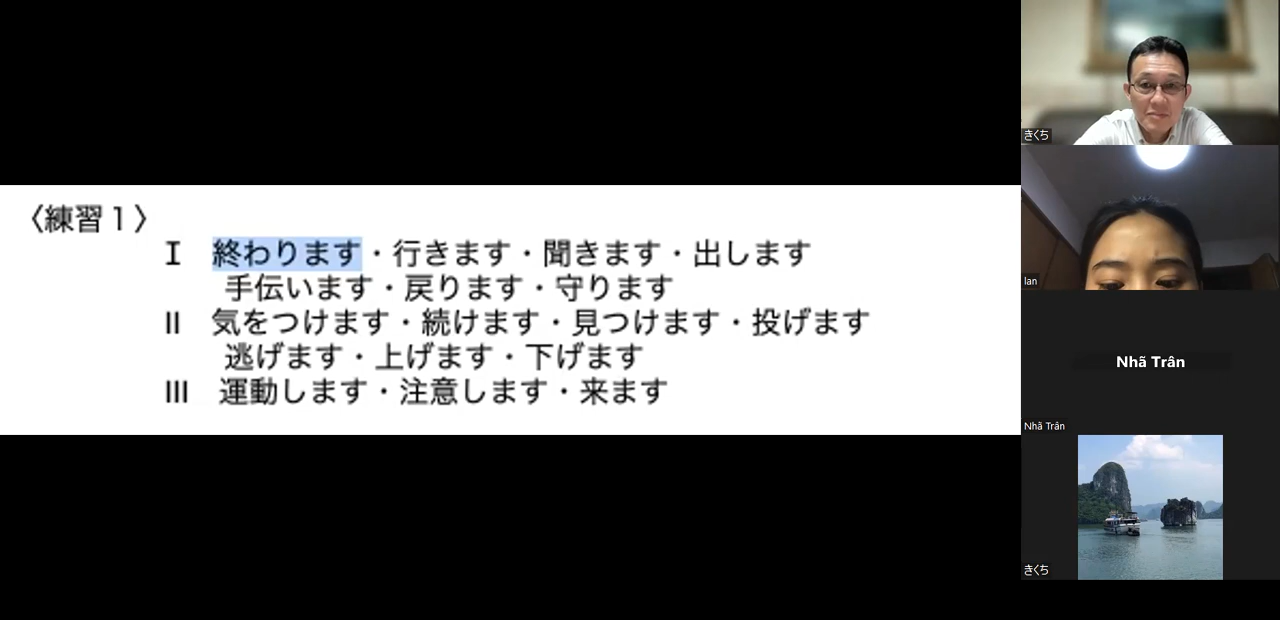 〈練習１〉
I 終わります・行きます・聞きます・出します
手伝います・戻ります・守ります
II 気をつけます・続けます・見つけます・投げます
逃げます・上げます・下げます
III 運動します・注意します・来ます
きくち
lan
Nhã Trân
Nhã Trân
きくち